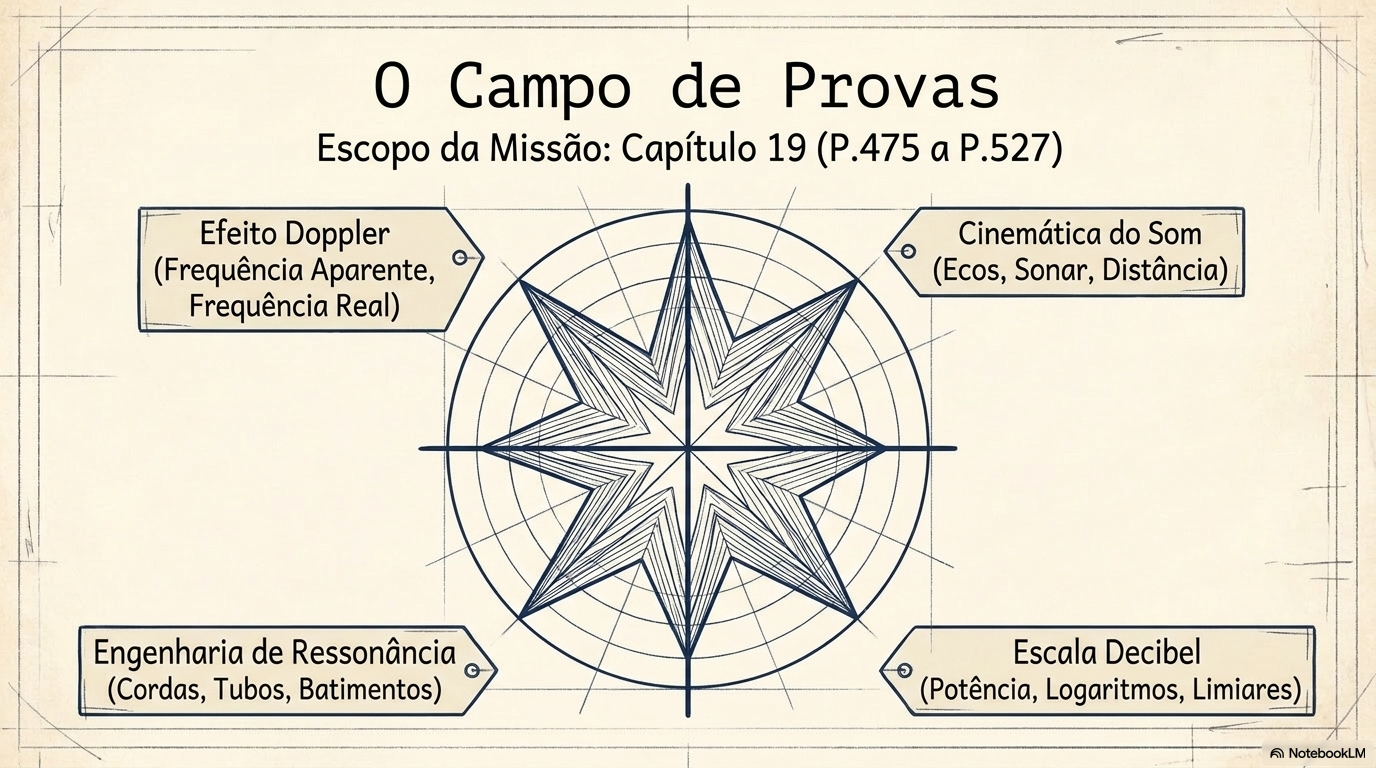 O Campo de Provas
Escopo da Missão: Capítulo 19 (P.475 a P.527)
Efeito Doppler
(Frequência Aparente,
Frequência Real)
Cinemática do Som
(Ecos, Sonar, Distância)
Engenharia de Ressonância
(Cordas, Tubos, Batimentos)
Escala Decibel
(Potência, Logaritmos, Limiares)
NotebookLM